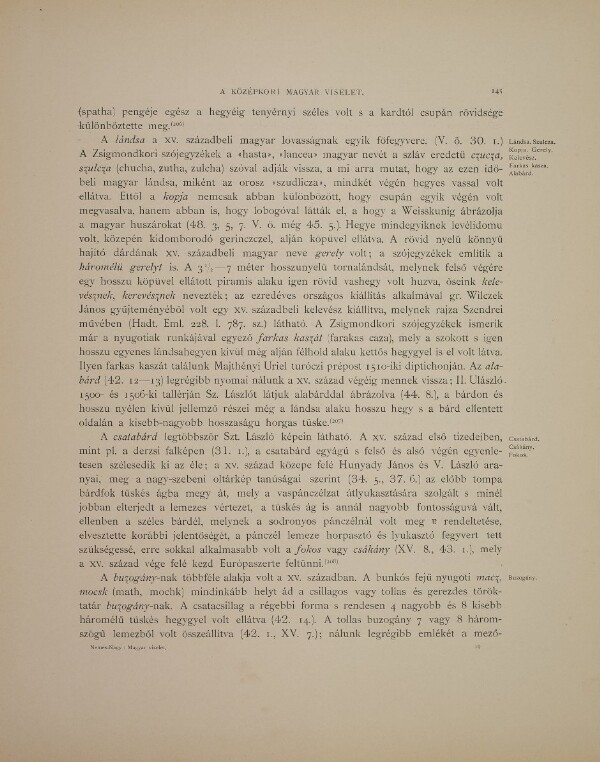 A KÖZÉPKORI MAGYAR VISELET. 145
(spatha) pengéje egész a hegyéig tenyérnyi széles volt s a kardtól csupán rövidsége
különböztette meg.(206)
A lándsa a XV. századbeli magyar lovasságnak egyik főfegyvere. (V. ö. 30. 1.)
A Zsigmondkori szójegyzékek a «hasta», «lancea» magyar nevét a szláv eredetű czucza,
szulcza (chucha, zutha, zulcha) szóval adják vissza, a mi arra mutat, hogy az ezen idő-
beli magyar lándsa, miként az orosz «szudlicza», mindkét végén hegyes vassal volt
ellátva. Ettől a kopja nemcsak abban különbözött, hogy csupán egyik végén volt
megvasalva, hanem abban is, hogy lobogóval látták el, a hogy a Weisskunig ábrázolja
a magyar huszárokat (48. 3, 5, 7. V. ö. még 45. 5.). Hegye mindegyiknek levélidomú
volt, közepén kidomborodó gerinczczel, alján köpüvel ellátva. A rövid nyelű könnyű
hajító dárdának XV. századbeli magyar neve gerely volt; a szójegyzékek említik a
háromélű gerelyt is. A 3½—7 méter hosszunyelü tornalándsát, melynek felső végére
egy hosszu köpüvel ellátott piramis alaku igen rövid vashegy volt huzva, őseink kele-
vésznek, kerevésznek nevezték; az ezredéves országos kiállítás alkalmával gr. Wilczek
János gyüjteményéből volt egy XV. századbeli kelevész kiállítva, melynek rajza Szendrei
művében (Hadt. Eml. 228. l. 787. sz.) látható. A Zsigmondkori szójegyzékek ismerik
már a nyugotiak runkájával egyező farkas kaszát (farakas caza), mely a szokott s igen
hosszu egyenes lándsahegyen kivül még alján félhold alaku kettős hegygyel is el volt látva.
Ilyen farkas kaszát találunk Majthényi Uriel turóczi prépost 1510-iki diptichonján. Az ala-
bárd (42. 12—13) legrégibb nyomai nálunk a XV. század végéig mennek vissza; II. Ulászló
1500- és 1506-ki tallérján Sz. Lászlót látjuk alabárddal ábrázolva (44. 8.), a bárdon és
hosszu nyelén kivül jellemző részei még a lándsa alaku hosszu hegy s a bárd ellentett
oldalán a kisebb-nagyobb hosszaságu horgas tüske.(207)
Lándsa. Szulcza.
Kopja. Gerely.
Kelevész.
Farkas kasza.
Alabárd.
A csatabárd legtöbbször Szt. László képein látható. A XV. század első tizedeiben,
mint pl. a derzsi falképen (31. 1.), a csatabárd egyágú s felső és alsó végén egyenle-
tesen szélesedik ki az éle; a XV. század közepe felé Hunyady János és V. László ara-
nyai, meg a nagy-szebeni oltárkép tanúságai szerint (34. 5., 37. 6.) az előbb tompa
bárdfok tüskés ágba megy át, mely a vaspánczélzat átlyukasztására szolgált s minél
jobban elterjedt a lemezes vértezet, a tüskés ág is annál nagyobb fontosságuvá vált,
ellenben a széles bárdél, melynek a sodronyos pánczélnál volt meg a rendeltetése,
elvesztette korábbi jelentőségét, a pánczél lemeze horpasztó és lyukasztó fegyvert tett
szükségessé, erre sokkal alkalmasabb volt a fokos vagy csákány (XV. 8., 43. 1.), mely
a XV. század vége felé kezd Európaszerte feltünni.(208)
Csatabárd.
Csákány.
Fokos.
A buzogány-nak többféle alakja volt a XV. században. A bunkós fejü nyugoti macz,
mocsk (math, mochk) mindinkább helyt ád a csillagos vagy tollas és gerezdes török-
tatár buzogány-nak. A csatacsillag a régebbi forma s rendesen 4 nagyobb és 8 kisebb
háromélű tüskés hegygyel volt ellátva (42. 14.). A tollas buzogány 7 vagy 8 három-
szögű lemezből volt összeállítva (42. 1., XV. 7.); nálunk legrégibb emlékét a mező-
Buzogány.
Nemes-Nagy: Magyar viselet. 19